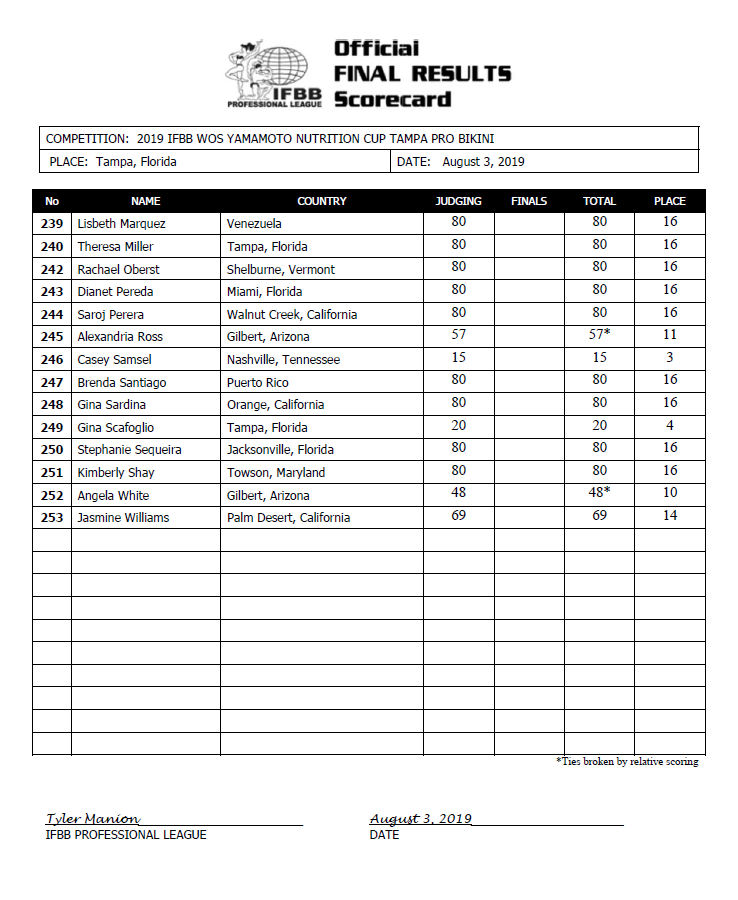 Official
FINAL RESULTS
Scorecard
IFBB
PROFESSIONAL LEAGUE
COMPETITION: 2019 IFBB WOS YAMAMOTO NUTRITION CUP TAMPA PRO BIKINI
PLACE: Tampa, Florida DATE: August 3, 2019
No NAME COUNTRY JUDGING FINALS TOTAL PLACE
239 Lisbeth Marquez Venezuela 80 80 16
240 Theresa Miller Tampa, Florida 80 80 16
242 Rachael Oberst Shelburne, Vermont 80 80 16
243 Dianet Pereda Miami, Florida 80 80 16
244 Saroj Perera Walnut Creek, California 80 80 16
245 Alexandria Ross Gilbert, Arizona 57 57* 11
246 Casey Samsel Nashville, Tennessee 15 15 3
247 Brenda Santiago Puerto Rico 80 80 16
248 Gina Sardina Orange, California 80 80 16
249 Gina Scafoglio Tampa, Florida 20 20 4
250 Stephanie Sequeira Jacksonville, Florida 80 80 16
251 Kimberly Shay Towson, Maryland 80 80 16
252 Angela White Gilbert, Arizona 48 48* 10
253 Jasmine Williams Palm Desert, California 69 69 14
*Ties broken by relative scoring
Tyler Manion August 3, 2019
IFBB PROFESSIONAL LEAGUE DATE